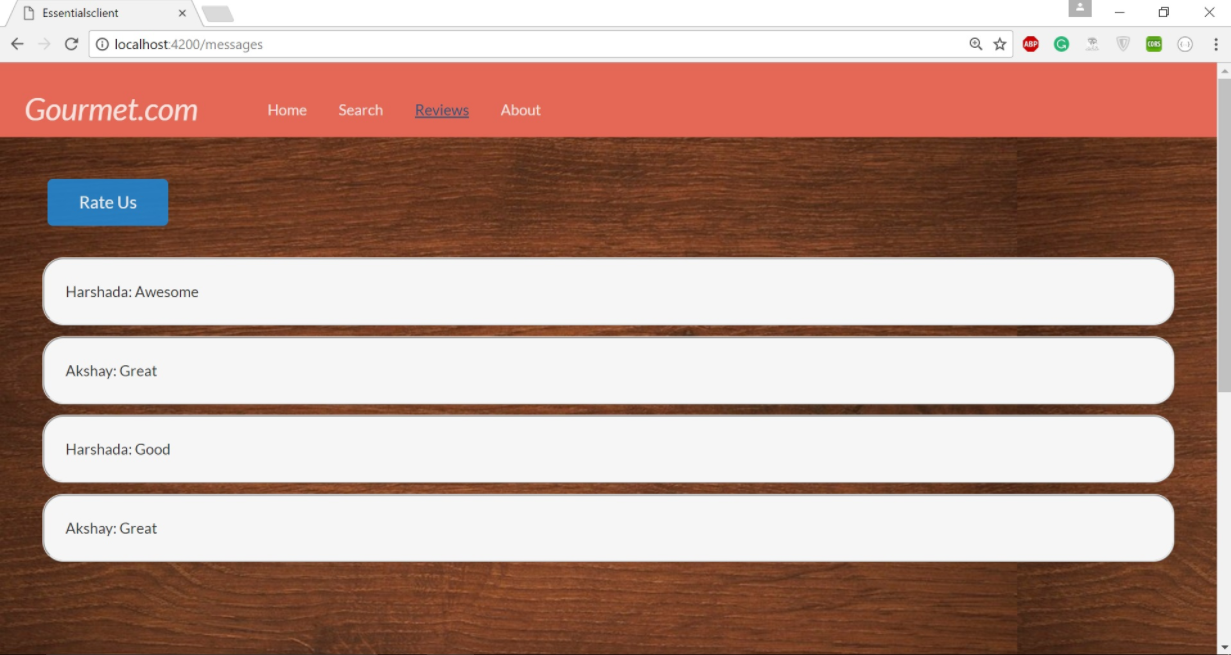 Essentialsclient
localhost:4200/messages
ABP
CORS
Gourmet.com
Home Search Reviews About
Rate Us
Harshada: Awesome
Akshay: Great
Harshada: Good
Akshay: Great